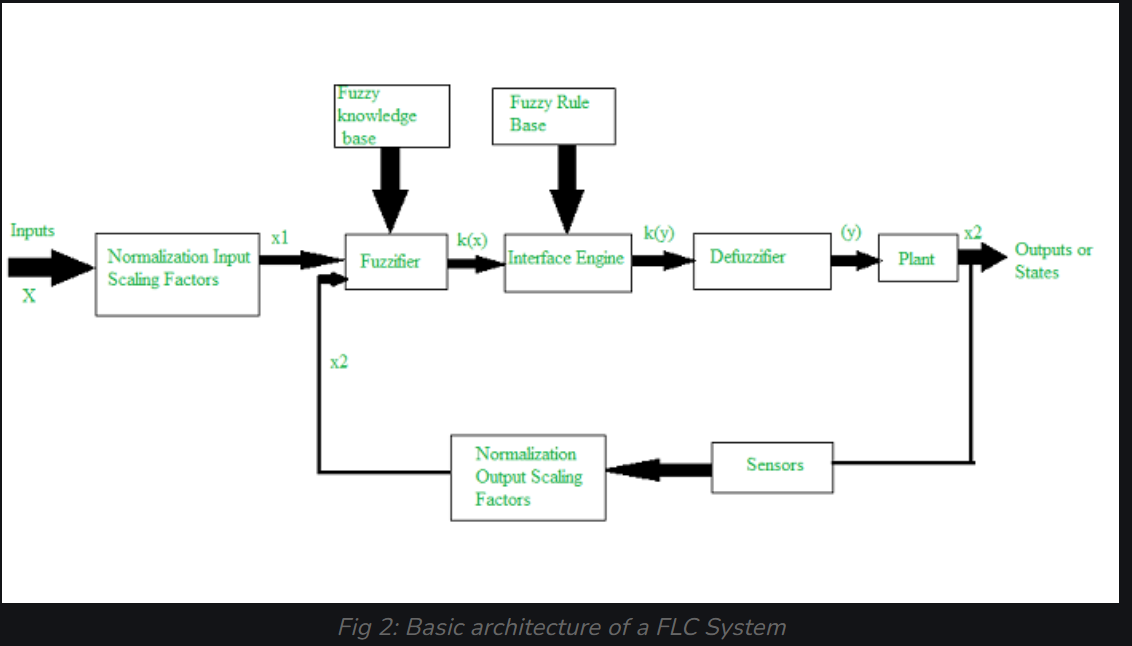 Fuzzy
knowledge
base
Fuzzy Rule
Base
Inputs
X
Normalization Input
Scaling Factors
x1
Fuzzifier
k(x)
Interface Engine
k(y)
Defuzzifier
(y)
Plant
x2
Outputs or
States
x2
Normalization
Output Scaling
Factors
Sensors
Fig 2: Basic architecture of a FLC System